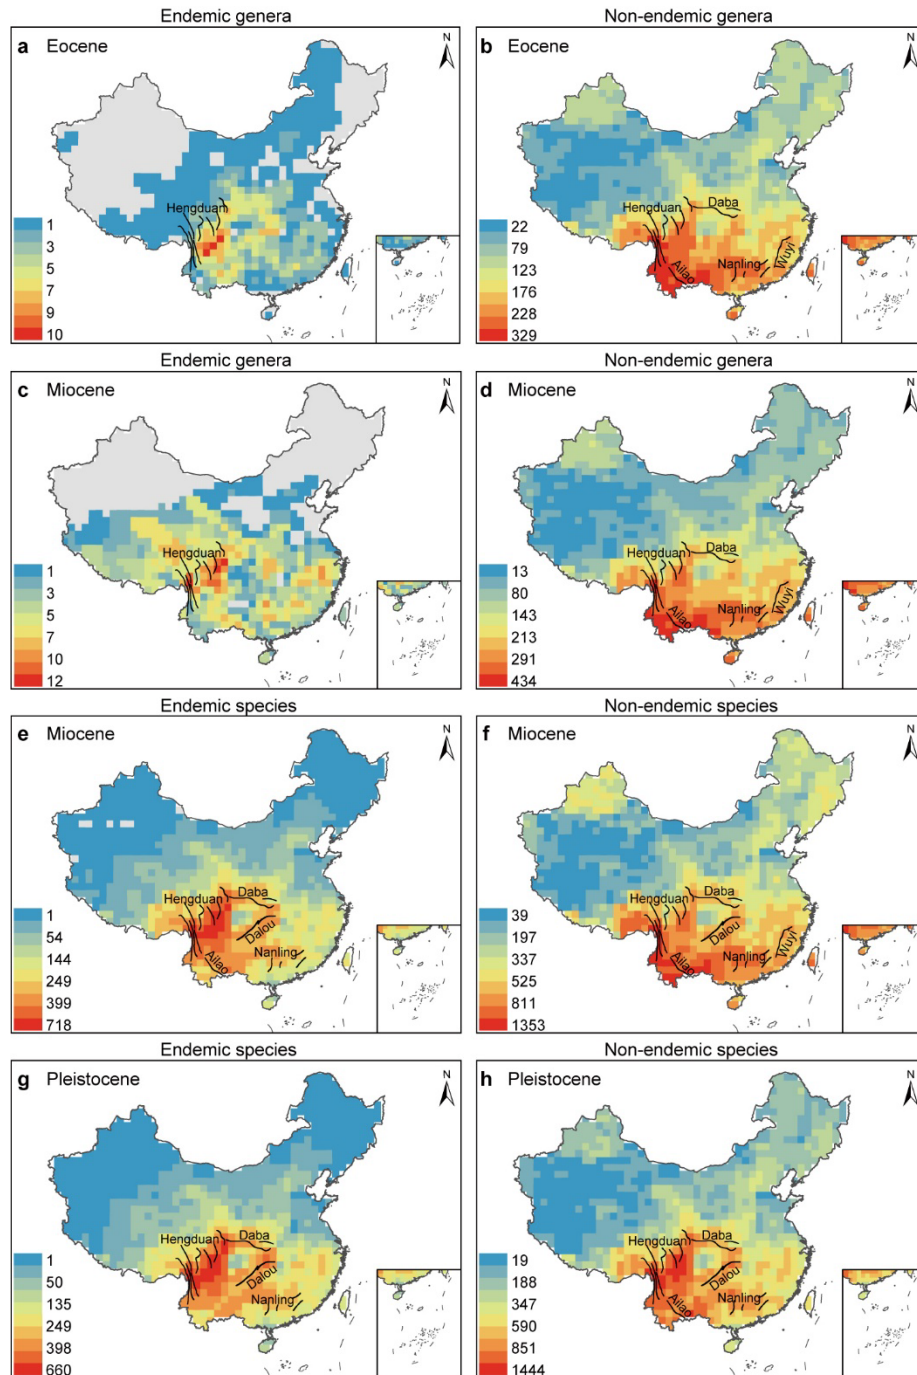 Endemic genera
a Eocene
N
Hengduan
1
3
5
7
9
10
Non-endemic genera
b Eocene
N
Hengduan
Daba
Ailao
Nanling
Wuyi
22
79
123
176
228
329
Endemic genera
c Miocene
N
Hengduan
1
3
5
7
10
12
Non-endemic genera
d Miocene
N
Hengduan
Daba
Ailao
Nanling
Wuyi
13
80
143
213
291
434
Endemic species
e Miocene
N
Hengduan
Daba
Dalou
Ailao
Nanling
1
54
144
249
399
718
Non-endemic species
f Miocene
N
Hengduan
Daba
Dalou
Ailao
Nanling
Wuyi
39
197
337
525
811
1353
Endemic species
g Pleistocene
N
Hengduan
Daba
Dalou
Nanling
1
50
135
249
398
660
Non-endemic species
h Pleistocene
N
Hengduan
Daba
Dalou
Ailao
Nanling
19
188
347
590
851
1444